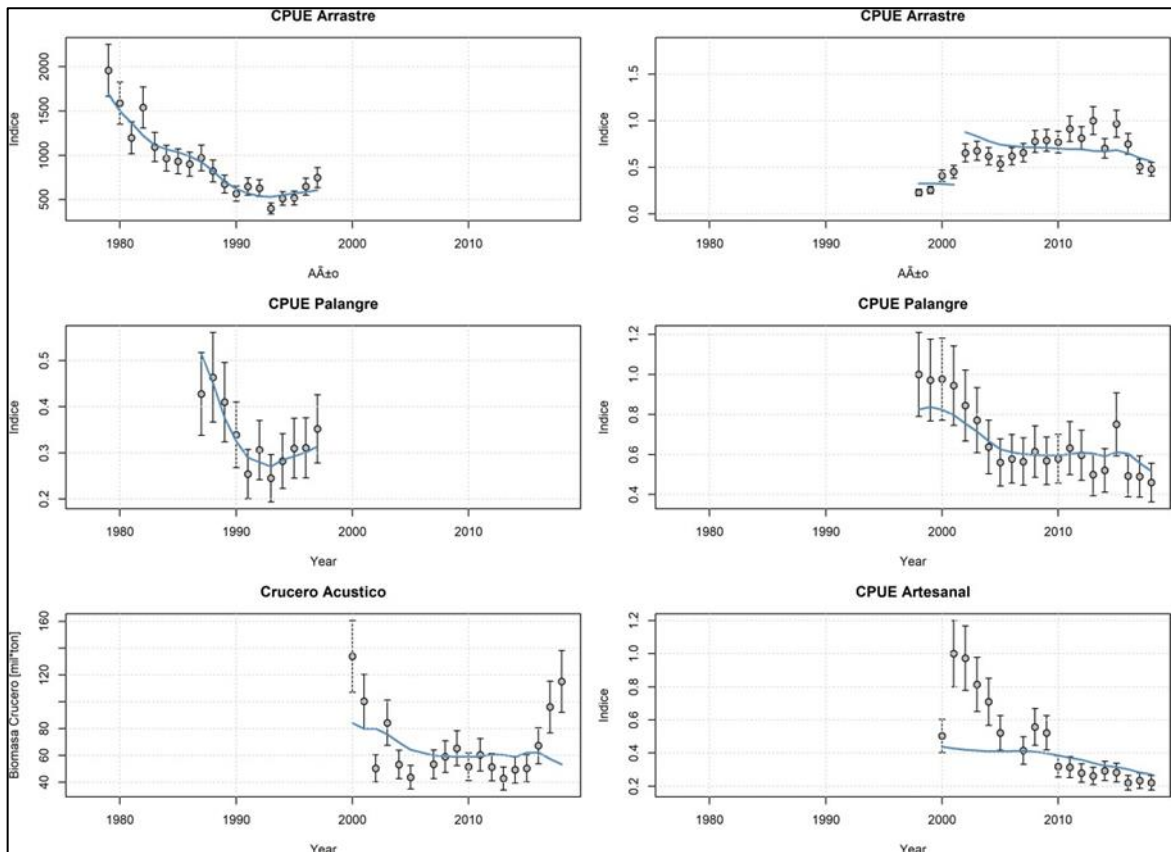 CPUE Arrastre
Indice
500 1000 1500 2000
1980 1990 2000 2010
AÃ±o
CPUE Arrastre
Indice
0.0 0.5 1.0 1.5
1980 1990 2000 2010
AÃ±o
CPUE Palangre
Indice
0.2 0.3 0.4 0.5
1980 1990 2000 2010
Year
CPUE Palangre
Indice
0.4 0.6 0.8 1.0 1.2
1980 1990 2000 2010
Year
Crucero Acustico
Biomasa Crucero [mil*ton]
40 60 80 120 160
1980 1990 2000 2010
Year
CPUE Artesanal
Indice
0.2 0.4 0.6 0.8 1.0 1.2
1980 1990 2000 2010
Year